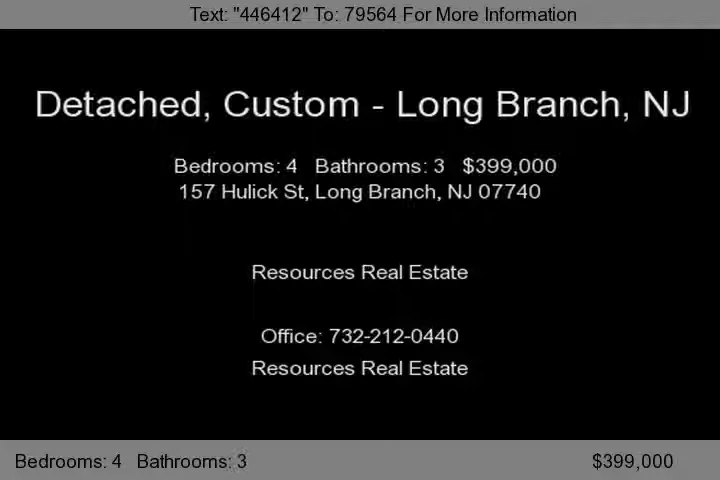 Text: "446412" To: 79564 For More Information
Detached, Custom - Long Branch, NJ
Bedrooms: 4 Bathrooms: 3 $399,000
157 Hulick St, Long Branch, NJ 07740
Resources Real Estate
Office: 732-212-0440
Resources Real Estate
Bedrooms: 4 Bathrooms: 3 $399,000